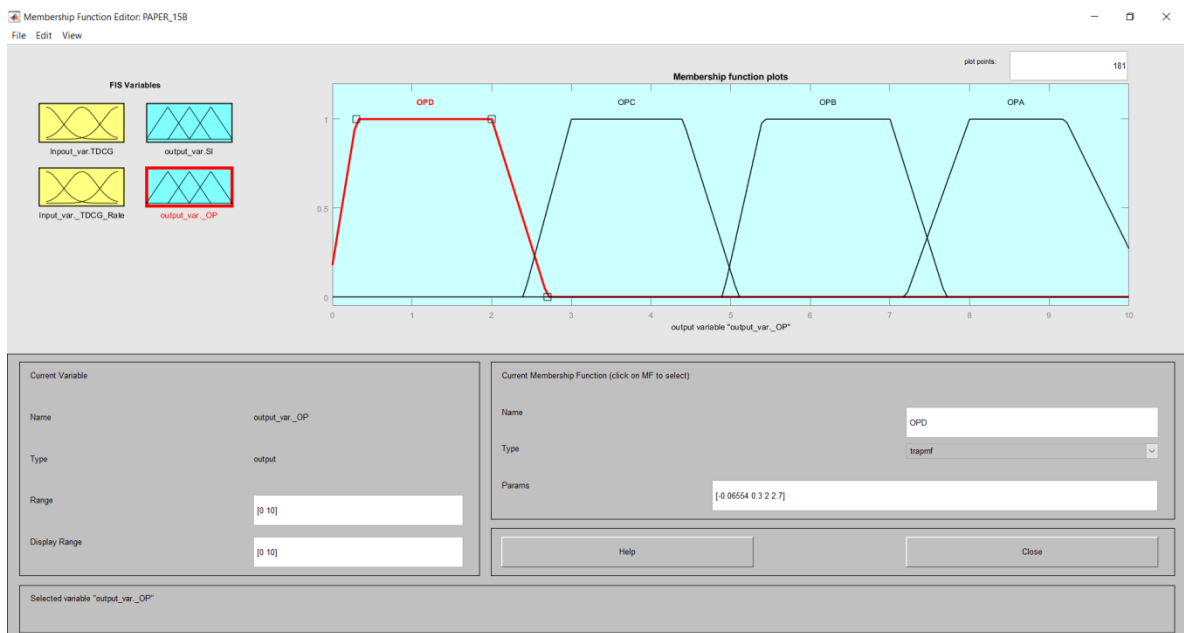 Membership Function Editor: PAPER_15B
File Edit View
FIS Variables
Inpout_var.TDCG
output_var.SI
Input_var._TDCG_Rate
output_var._OP
plot points:
181
Membership function plots
OPD
OPC
OPB
OPA
1
0.5
0
0 1 2 3 4 5 6 7 8 9 10
output variable "output_var._OP"
Current Variable
Name
output_var._OP
Type
output
Range
[0 10]
Display Range
[0 10]
Current Membership Function (click on MF to select)
Name
OPD
Type
trapmf
Params
[-0.06554 0.3 2 2.7]
Help
Close
Selected variable "output_var._OP"